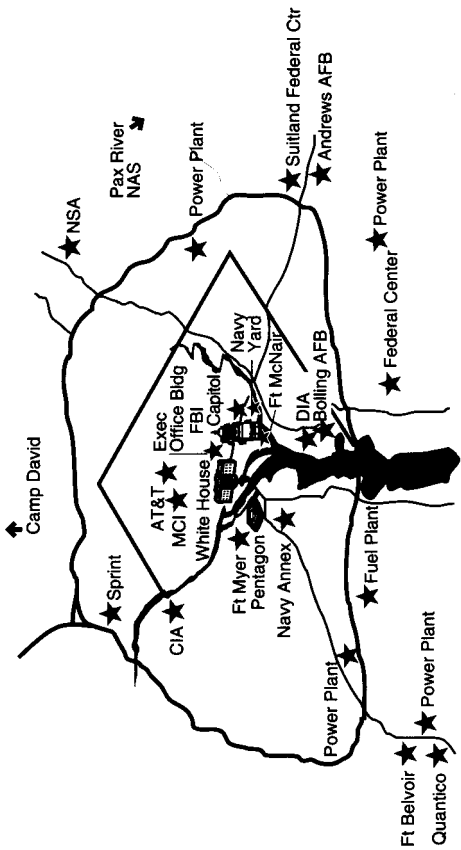 Camp David
NSA
Pax River
NAS
Power Plant
Suitland Federal Ctr
Andrews AFB
Power Plant
Federal Center
Sprint
CIA
AT&T
MCI
White House
Exec
Office Bldg
FBI
Capitol
Navy
Yard
Ft McNair
DIA
Bolling AFB
Ft Myer
Pentagon
Navy Annex
Fuel Plant
Power Plant
Power Plant
Ft Belvoir
Quantico